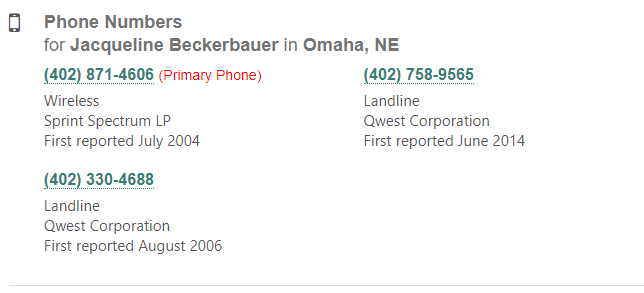 Phone Numbers
for Jacqueline Beckerbauer in Omaha, NE
(402) 871-4606 (Primary Phone)
Wireless
Sprint Spectrum LP
First reported July 2004
(402) 758-9565
Landline
Qwest Corporation
First reported June 2014
(402) 330-4688
Landline
Qwest Corporation
First reported August 2006